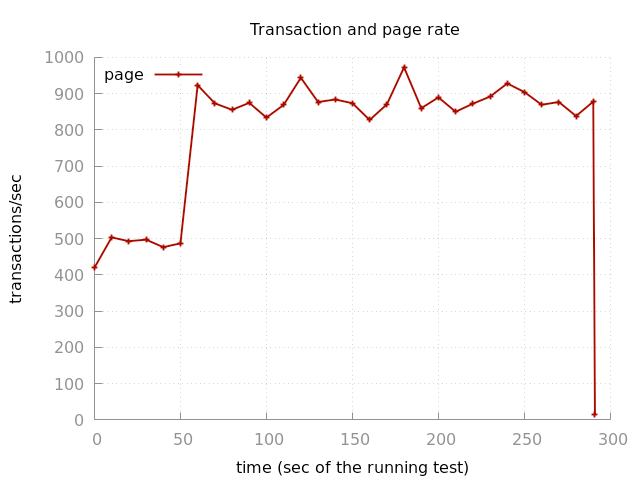 Transaction and page rate
page
1000
900
800
700
600
500
400
300
200
100
0
transactions/sec
0 50 100 150 200 250 300
time (sec of the running test)